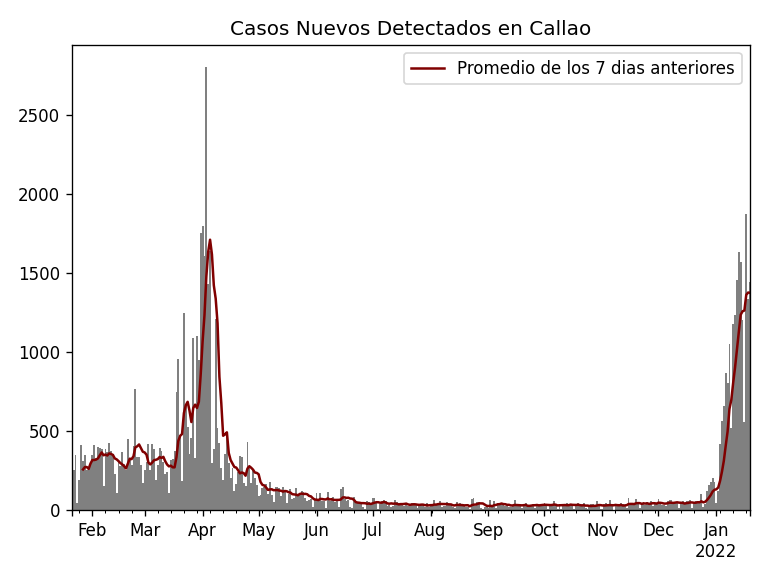 Casos Nuevos Detectados en Callao
Promedio de los 7 dias anteriores
2500
2000
1500
1000
500
0
Feb Mar Apr May Jun Jul Aug Sep Oct Nov Dec Jan
2022